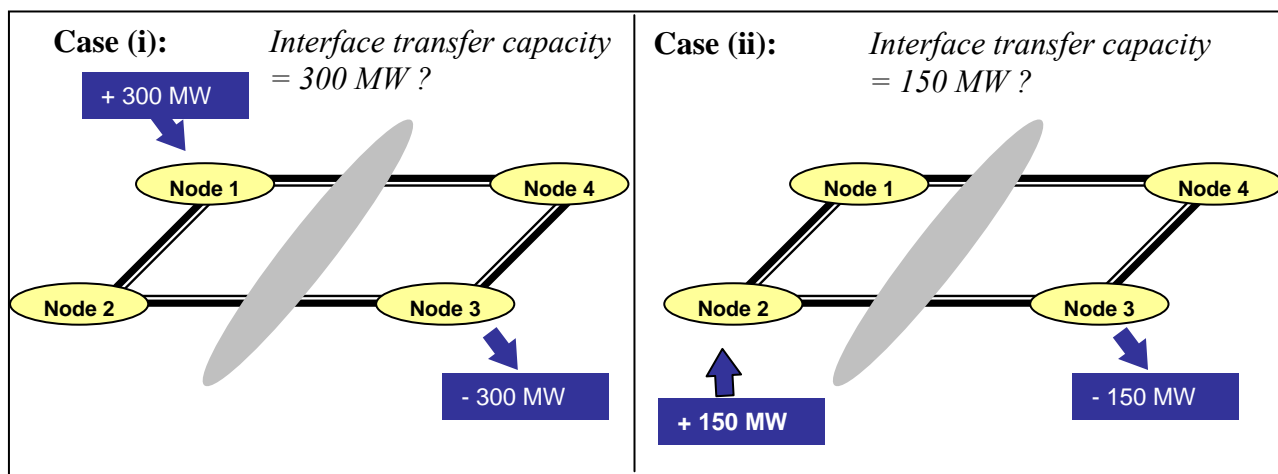 Case (i):
Interface transfer capacity
= 300 MW ?
+ 300 MW
Node 1
Node 4
Node 2
Node 3
- 300 MW
Case (ii):
Interface transfer capacity
= 150 MW ?
Node 1
Node 4
Node 2
Node 3
+ 150 MW
- 150 MW